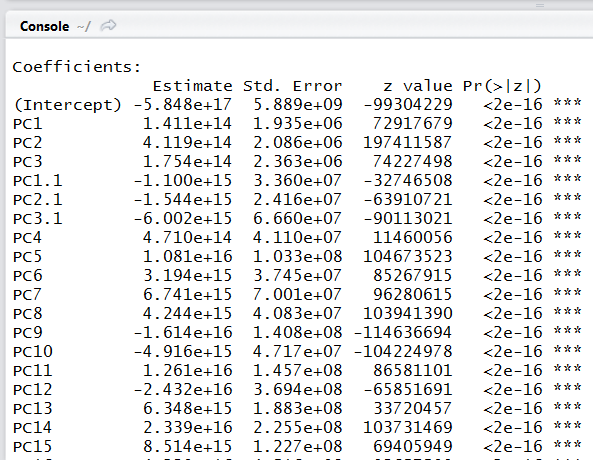 Console ~/
Coefficients:
Estimate Std. Error z value Pr(>|z|)
(Intercept) -5.848e+17 5.889e+09 -99304229 <2e-16 ***
PC1 1.411e+14 1.935e+06 72917679 <2e-16 ***
PC2 4.119e+14 2.086e+06 197411587 <2e-16 ***
PC3 1.754e+14 2.363e+06 74227498 <2e-16 ***
PC1.1 -1.100e+15 3.360e+07 -32746508 <2e-16 ***
PC2.1 -1.544e+15 2.416e+07 -63910721 <2e-16 ***
PC3.1 -6.002e+15 6.660e+07 -90113021 <2e-16 ***
PC4 4.710e+14 4.110e+07 11460056 <2e-16 ***
PC5 1.081e+16 1.033e+08 104673523 <2e-16 ***
PC6 3.194e+15 3.745e+07 85267915 <2e-16 ***
PC7 6.741e+15 7.001e+07 96280615 <2e-16 ***
PC8 4.244e+15 4.083e+07 103941390 <2e-16 ***
PC9 -1.614e+16 1.408e+08 -114636694 <2e-16 ***
PC10 -4.916e+15 4.717e+07 -104224978 <2e-16 ***
PC11 1.261e+16 1.457e+08 86581101 <2e-16 ***
PC12 -2.432e+16 3.694e+08 -65851691 <2e-16 ***
PC13 6.348e+15 1.883e+08 33720457 <2e-16 ***
PC14 2.339e+16 2.255e+08 103731469 <2e-16 ***
PC15 8.514e+15 1.227e+08 69405949 <2e-16 ***